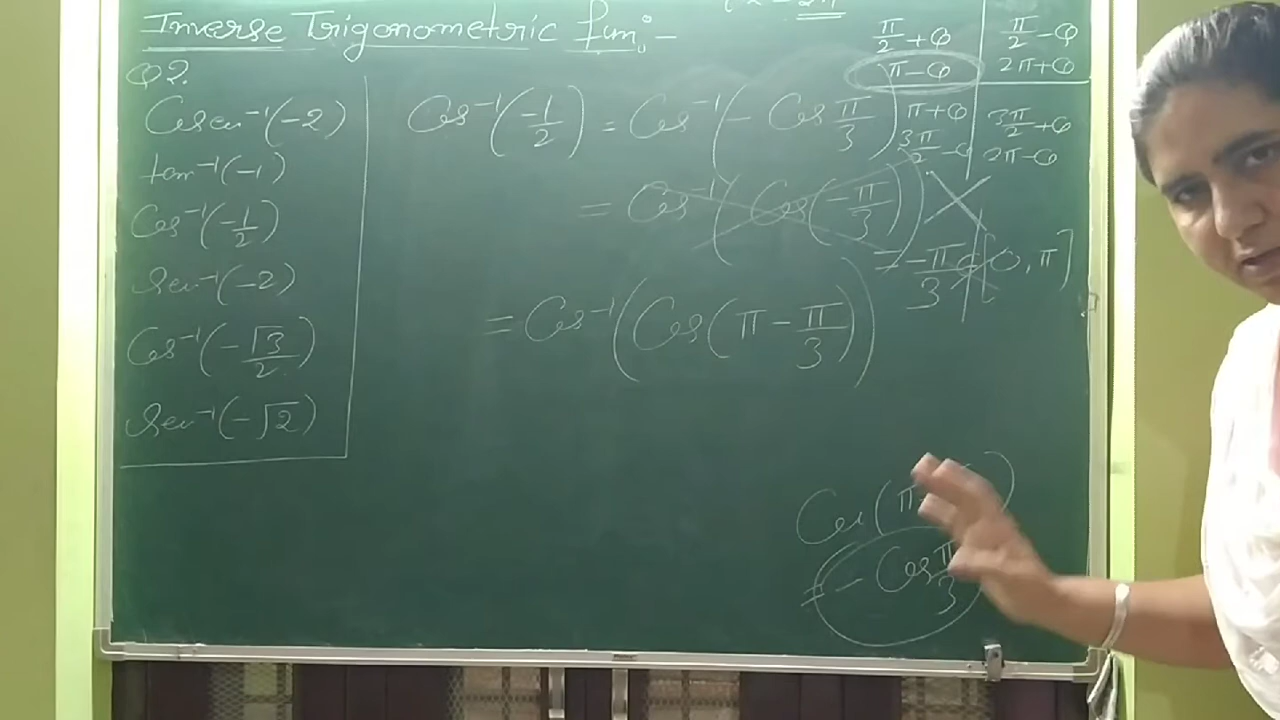 Inverse Trigonometric fun: -
Q2.
Cosec⁻¹(-2)
tan⁻¹(-1)
Cos⁻¹(-1/2)
Sec⁻¹(-2)
Cos⁻¹(-√3/2)
Sec⁻¹(-√2)
Cos⁻¹(-1/2) = Cos⁻¹(- Cos π/3)
= Cos⁻¹(Cos(-π/3))
= -π/3 ∉ [0, π]
= Cos⁻¹(Cos(π - π/3))
π/2 + θ
π - θ
π/2 - θ
2π + θ
π + θ
3π/2 - θ
3π/2 + θ
2π - θ
Cos(π
= - Cos π/3